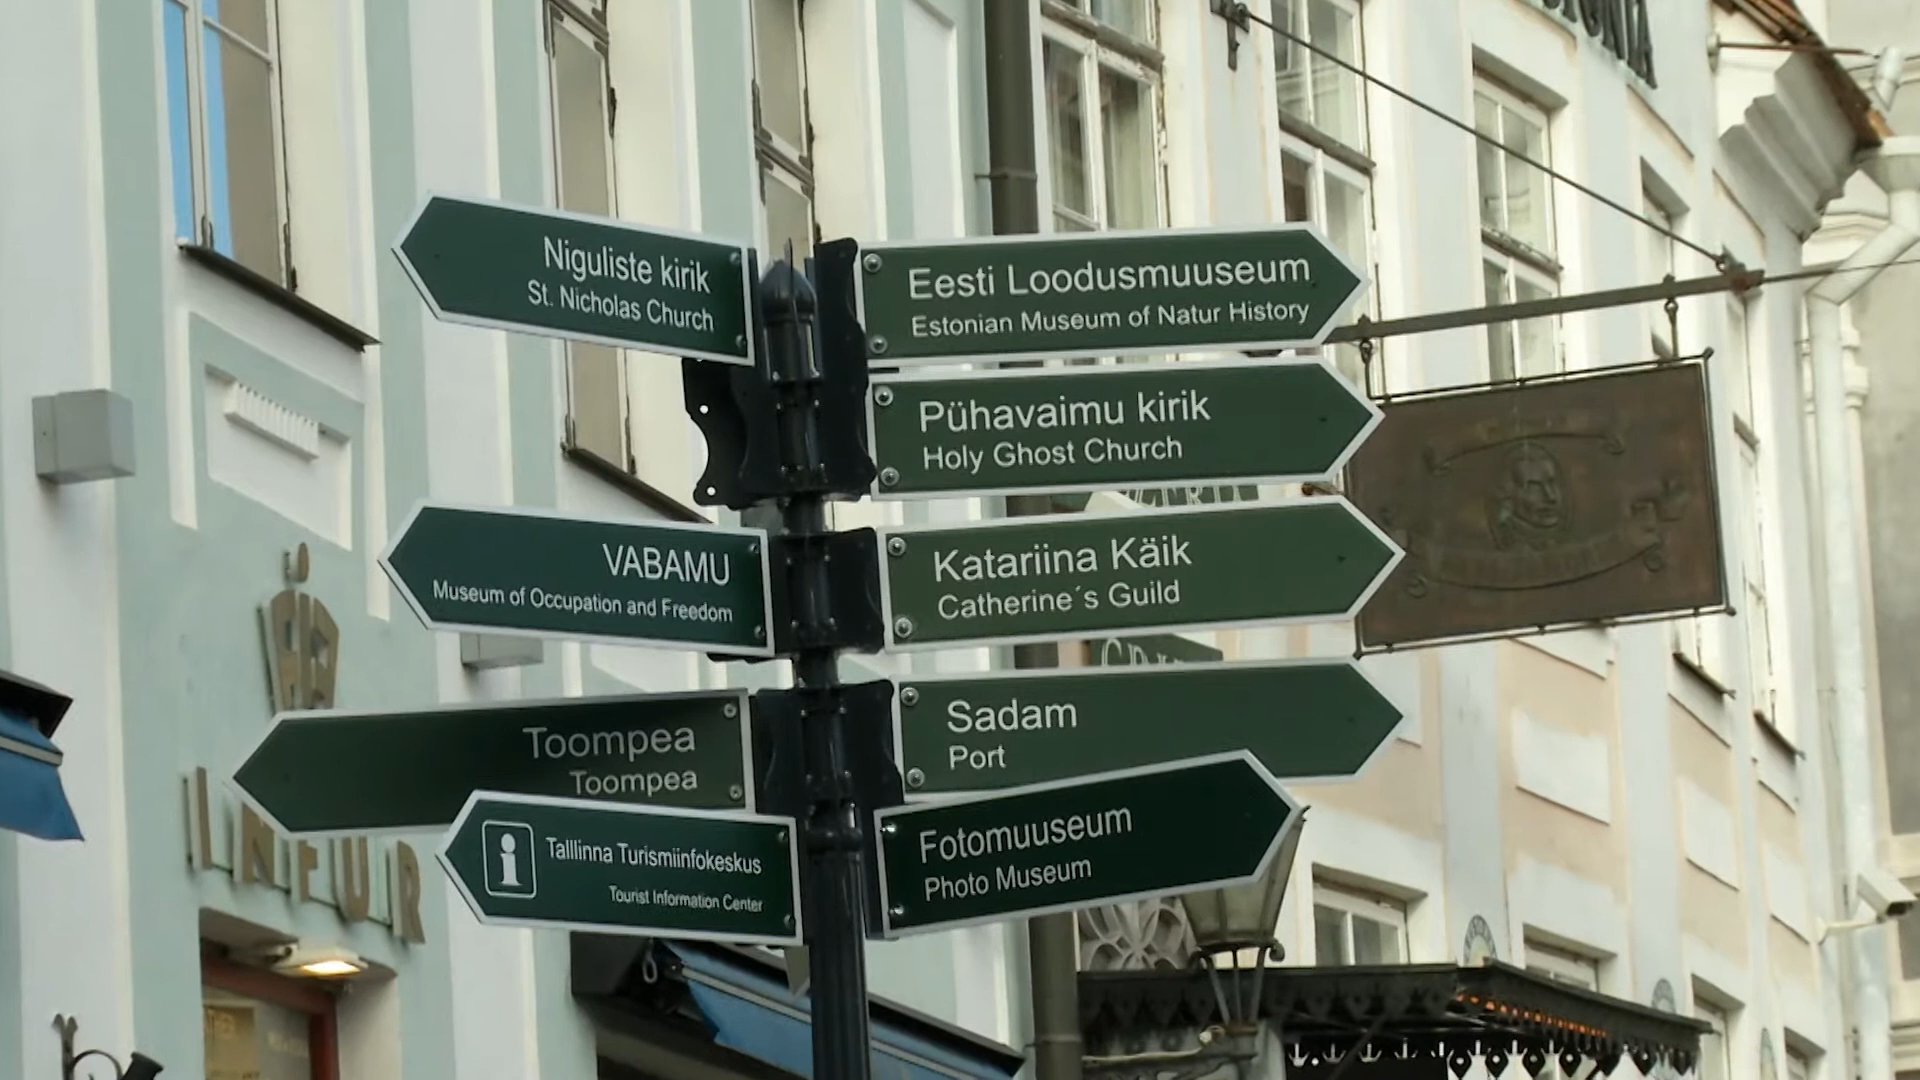 Niguliste kirik
St. Nicholas Church
VABAMU
Museum of Occupation and Freedom
Toompea
Toompea
Talllinna Turismiinfokeskus
Tourist Information Center
Eesti Loodusmuuseum
Estonian Museum of Natur History
Pühavaimu kirik
Holy Ghost Church
Katariina Käik
Catherine´s Guild
Sadam
Port
Fotomuuseum
Photo Museum